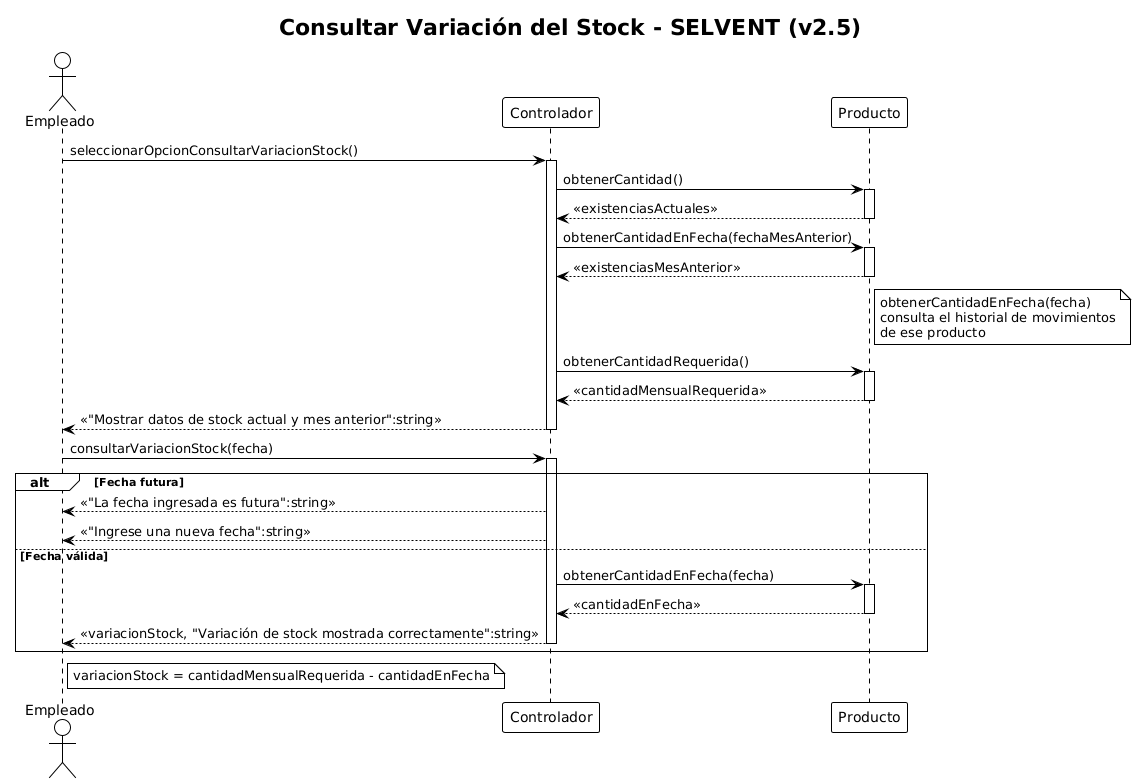 Consultar Variación del Stock - SELVENT (v2.5)
Empleado
Controlador
Producto
seleccionarOpcionConsultarVariacionStock()
obtenerCantidad()
«existenciasActuales»
obtenerCantidadEnFecha(fechaMesAnterior)
«existenciasMesAnterior»
obtenerCantidadEnFecha(fecha)
consulta el historial de movimientos
de ese producto
obtenerCantidadRequerida()
«cantidadMensualRequerida»
«"Mostrar datos de stock actual y mes anterior":string»
consultarVariacionStock(fecha)
alt [Fecha futura]
«"La fecha ingresada es futura":string»
«"Ingrese una nueva fecha":string»
[Fecha válida]
obtenerCantidadEnFecha(fecha)
«cantidadEnFecha»
«variacionStock, "Variación de stock mostrada correctamente":string»
variacionStock = cantidadMensualRequerida - cantidadEnFecha
Empleado
Controlador
Producto